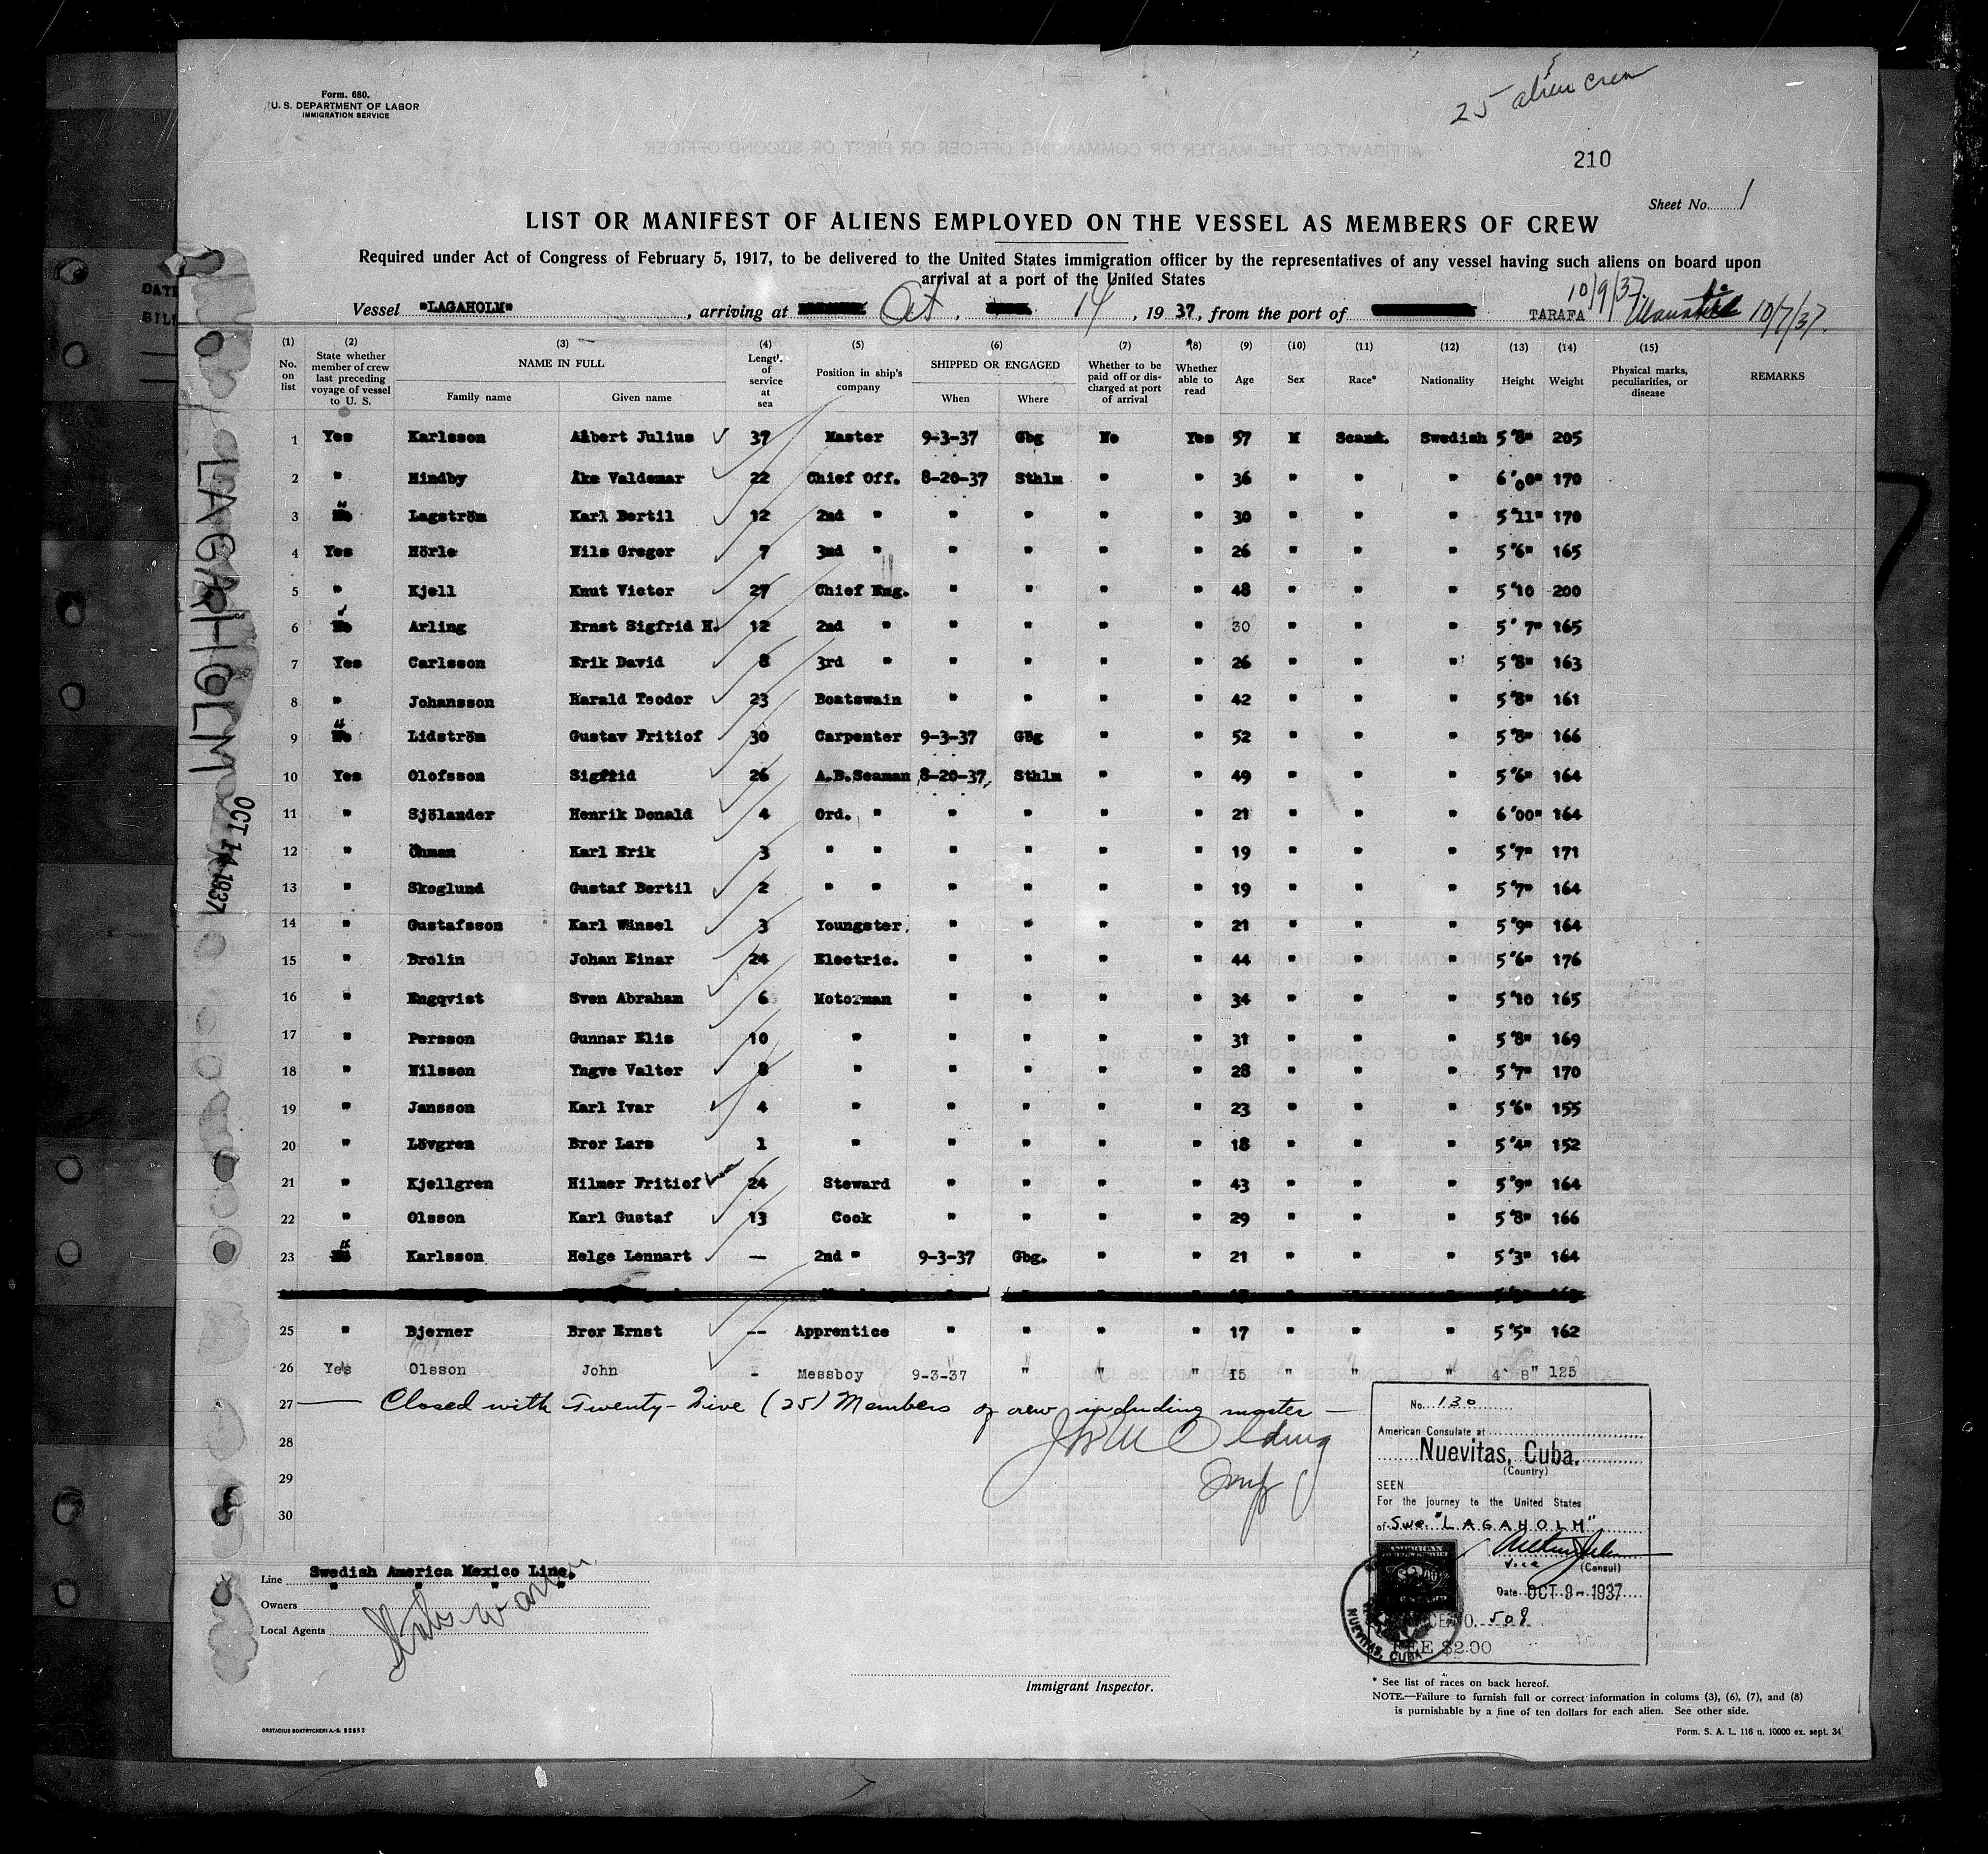 25 alien crew
Form. 680.
U. S. DEPARTMENT OF LABOR
IMMIGRATION SERVICE
210
Sheet No. 1
LIST OR MANIFEST OF ALIENS EMPLOYED ON THE VESSEL AS MEMBERS OF CREW
Required under Act of Congress of February 5, 1917, to be delivered to the United States immigration officer by the representatives of any vessel having such aliens on board upon
arrival at a port of the United States
Vessel "LAGAHOLM", arriving at Oct. 14, 1937, from the port of TARAFA 10/9/37 10/7/37.
(1) (2) (3) (4) (5) (6) (7) (8) (9) (10) (11) (12) (13) (14) (15)
No. on list State whether member of crew last preceding voyage of vessel to U. S. NAME IN FULL Family name Given name Length of service at sea Position in ship's company SHIPPED OR ENGAGED When Where Whether to be paid off or discharged at port of arrival Whether able to read Age Sex Race* Nationality Height Weight Physical marks, peculiarities, or disease REMARKS
1 Yes Karlsson Albert Julius 37 Master 9-3-37 Gbg No Yes 57 M Scand. Swedish 5'8" 205
2 " Hindby Åke Valdemar 22 Chief Off. 8-20-37 Sthlm " " 36 " " " 6'00" 170
3 " Lagström Karl Bertil 12 2nd " " " " " 30 " " " 5'11" 170
4 Yes Hörle Nils Gregor 7 3nd " " " " " 26 " " " 5'6" 165
5 " Kjell Knut Victor 27 Chief Eng. " " " " 48 " " " 5'10 200
6 " Arling Ernst Sigfrid H. 12 2nd " " " " " 30 " " " 5' 7" 165
7 Yes Carlsson Erik David 8 3rd " " " " " 26 " " " 5'8" 163
8 " Johansson Harald Teodor 23 Boatswain " " " " 42 " " " 5'8" 161
9 " Lidström Gustav Fritiof 30 Carpenter 9-3-37 Gbg " " 52 " " " 5'8" 166
10 Yes Olofsson Sigfrid 26 A.B.Seaman 8-20-37 Sthlm " " 49 " " " 5'6" 164
11 " Sjölander Henrik Donald 4 Ord. " " " " " 21 " " " 6'00" 164
12 " Öhman Karl Erik 3 " " " " " " 19 " " " 5'7" 171
13 " Skoglund Gustaf Bertil 2 " " " " " " 19 " " " 5'7" 164
14 " Gustafsson Karl Wänsel 3 Youngster " " " " 21 " " " 5'9" 164
15 " Brolin Johan Einar 24 Electric. " " " " 44 " " " 5'6" 176
16 " Engqvist Sven Abraham 6 Motorman " " " " 34 " " " 5'10 165
17 " Persson Gunnar Elis 10 " " " " " 31 " " " 5'8" 169
18 " Nilsson Yngve Valter 8 " " " " " 28 " " " 5'7" 170
19 " Jansson Karl Ivar 4 " " " " " 23 " " " 5'6" 155
20 " Lövgren Bror Lars 1 " " " " " 18 " " " 5'4" 152
21 " Kjellgren Hilmer Fritiof 24 Steward " " " " 43 " " " 5'9" 164
22 " Olsson Karl Gustaf 13 Cook " " " " 29 " " " 5'8" 166
23 " Karlsson Helge Lennart — 2nd " 9-3-37 Gbg. " " 21 " " " 5'3" 164
25 " Bjerner Bror Ernst -- Apprentice " " " " 17 " " " 5'5" 162
26 Yes Olsson John - Messboy 9-3-37 " " " 15 " " " 4' 8" 125
27 — Closed with Twenty-Five (25) Members of crew including master —
28
29
30
Line Swedish America Mexico Line.
Owners " " " "
Local Agents
Immigrant Inspector.
No. 130
American Consulate at
Nuevitas, Cuba.
(Country)
SEEN
For the journey to the United States
of Swe. "LAGAHOLM"
Vice (Consul)
Date OCT 9- 1937
NO. 508
FEE $2.00
NUEVITAS, CUBA
* See list of races on back hereof.
NOTE.—Failure to furnish full or correct information in colums (3), (6), (7), and (8)
is punishable by a fine of ten dollars for each alien. See other side.
Form. S. A. L. 116 n. 10000 ex. sept. 34
ORSTADIUS BOKTRYCKERI A.-B. 52852
LAGAHOLM
OCT 14 1937